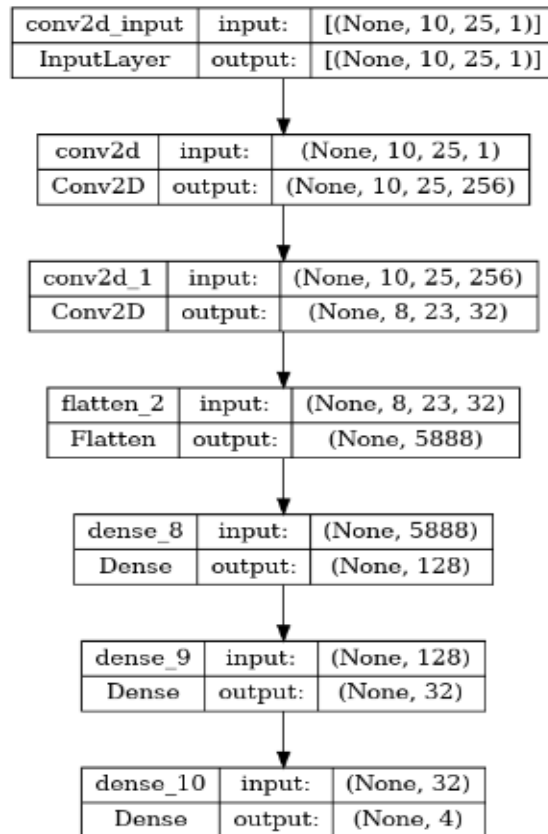 conv2d_input input: [(None, 10, 25, 1)]
InputLayer output: [(None, 10, 25, 1)]
conv2d input: (None, 10, 25, 1)
Conv2D output: (None, 10, 25, 256)
conv2d_1 input: (None, 10, 25, 256)
Conv2D output: (None, 8, 23, 32)
flatten_2 input: (None, 8, 23, 32)
Flatten output: (None, 5888)
dense_8 input: (None, 5888)
Dense output: (None, 128)
dense_9 input: (None, 128)
Dense output: (None, 32)
dense_10 input: (None, 32)
Dense output: (None, 4)